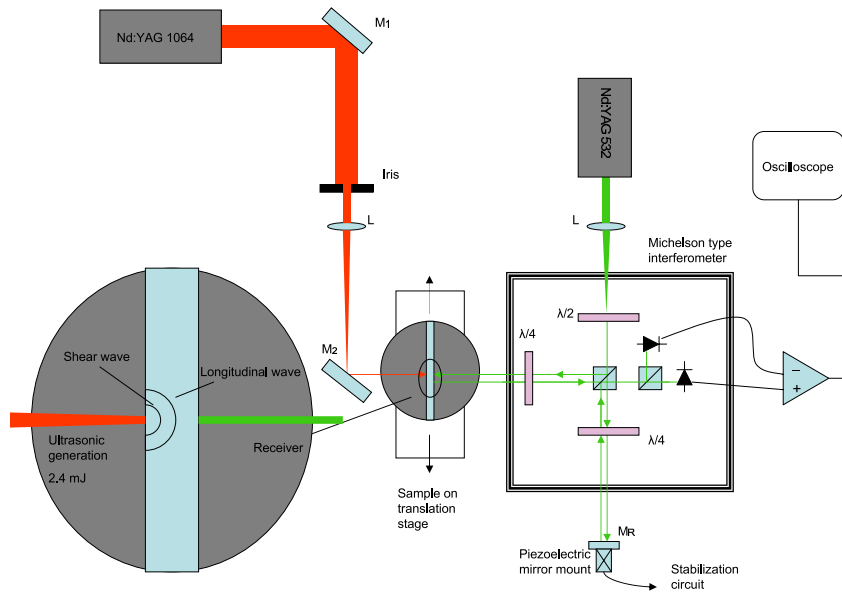 Nd:YAG 1064
M1
Nd:YAG 532
Oscilloscope
Iris
L
L
Michelson type
interferometer
λ/2
λ/4
M2
Shear wave
Longitudinal wave
−
+
Ultrasonic
generation
2.4 mJ
Receiver
λ/4
Sample on
translation
stage
MR
Piezoelectric
mirror mount
Stabilization
circuit